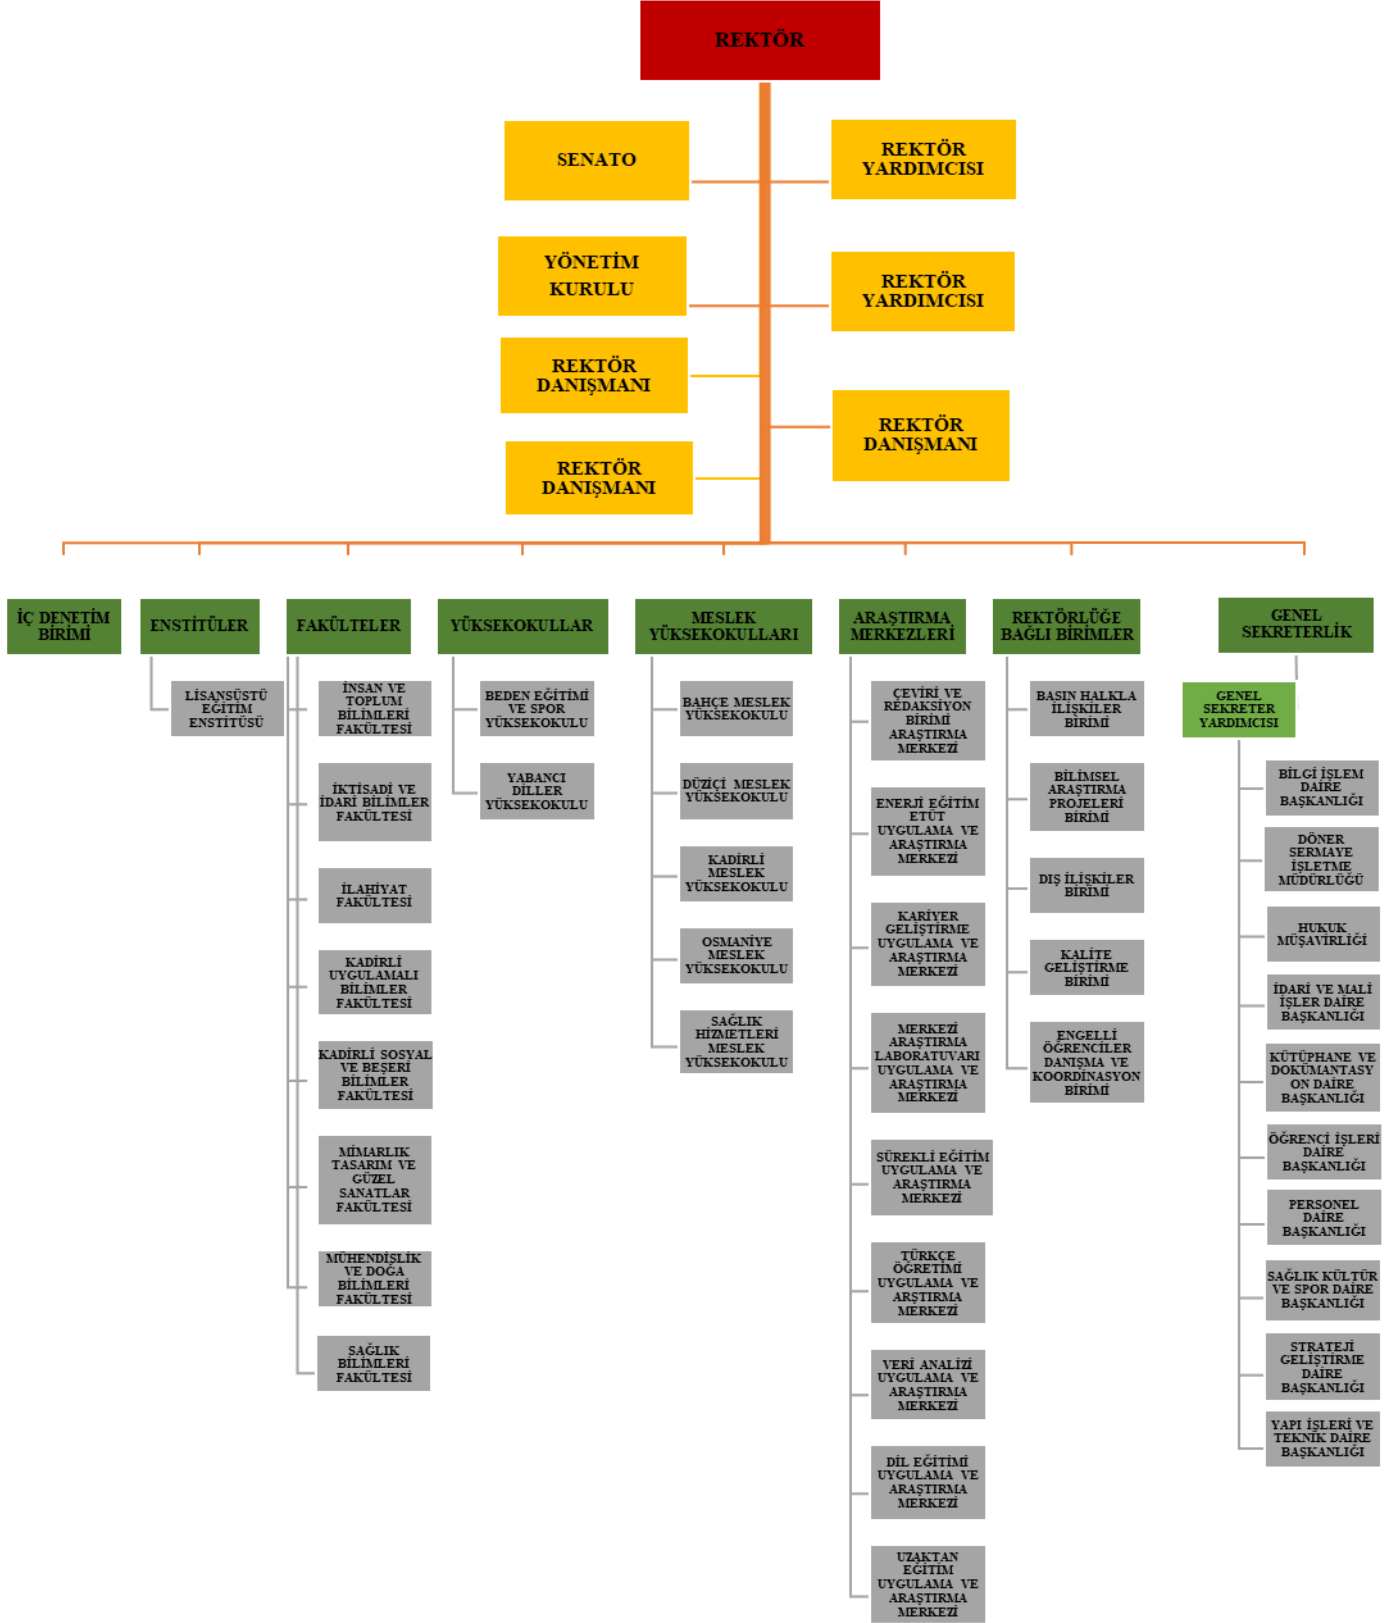 REKTÖR
SENATO
REKTÖR
YARDIMCISI
YÖNETİM
KURULU
REKTÖR
YARDIMCISI
REKTÖR
DANIŞMANI
REKTÖR
DANIŞMANI
REKTÖR
DANIŞMANI
İÇ DENETİM
BİRİMİ
ENSTİTÜLER
LİSANSÜSTÜ
EĞİTİM
ENSTİTÜSÜ
FAKÜLTELER
İNSAN VE
TOPLUM
BİLİMLERİ
FAKÜLTESİ
İKTİSADİ VE
İDARİ BİLİMLER
FAKÜLTESİ
İLAHİYAT
FAKÜLTESİ
KADİRLİ
UYGULAMALI
BİLİMLER
FAKÜLTESİ
KADİRLİ SOSYAL
VE BEŞERİ
BİLİMLER
FAKÜLTESİ
MİMARLIK
TASARIM VE
GÜZEL
SANATLAR
FAKÜLTESİ
MÜHENDİSLİK
VE DOĞA
BİLİMLERİ
FAKÜLTESİ
SAĞLIK
BİLİMLERİ
FAKÜLTESİ
YÜKSEKOKULLAR
BEDEN EĞİTİMİ
VE SPOR
YÜKSEKOKULU
YABANCI
DİLLER
YÜKSEKOKULU
MESLEK
YÜKSEKOKULLARI
BAHÇE MESLEK
YÜKSEKOKULU
DÜZİÇİ MESLEK
YÜKSEKOKULU
KADİRLİ
MESLEK
YÜKSEKOKULU
OSMANİYE
MESLEK
YÜKSEKOKULU
SAĞLIK
HİZMETLERİ
MESLEK
YÜKSEKOKULU
ARAŞTIRMA
MERKEZLERİ
ÇEVİRİ VE
REDAKSİYON
BİRİMİ
ARAŞTIRMA
MERKEZİ
ENERJİ EĞİTİM
ETÜT
UYGULAMA VE
ARAŞTIRMA
MERKEZİ
KARİYER
GELİŞTİRME
UYGULAMA VE
ARAŞTIRMA
MERKEZİ
MERKEZİ
ARAŞTIRMA
LABORATUVARI
UYGULAMA VE
ARAŞTIRMA
MERKEZİ
SÜREKLİ EĞİTİM
UYGULAMA VE
ARAŞTIRMA
MERKEZİ
TÜRKÇE
ÖĞRETİMİ
UYGULAMA VE
ARŞTIRMA
MERKEZİ
VERİ ANALİZİ
UYGULAMA VE
ARAŞTIRMA
MERKEZİ
DİL EĞİTİMİ
UYGULAMA VE
ARAŞTIRMA
MERKEZİ
UZAKTAN
EĞİTİM
UYGULAMA VE
ARAŞTIRMA
MERKEZİ
REKTÖRLÜĞE
BAĞLI BİRİMLER
BASIN HALKLA
İLİŞKİLER
BİRİMİ
BİLİMSEL
ARAŞTIRMA
PROJELERİ
BİRİMİ
DIŞ İLİŞKİLER
BİRİMİ
KALİTE
GELİŞTİRME
BİRİMİ
ENGELLİ
ÖĞRENCİLER
DANIŞMA VE
KOORDİNASYON
BİRİMİ
GENEL
SEKRETERLİK
GENEL
SEKRETER
YARDIMCISI
BİLGİ İŞLEM
DAİRE
BAŞKANLIĞI
DÖNER
SERMAYE
İŞLETME
MÜDÜRLÜĞÜ
HUKUK
MÜŞAVİRLİĞİ
İDARİ VE MALİ
İŞLER DAİRE
BAŞKANLIĞI
KÜTÜPHANE VE
DOKÜMANTASY
ON DAİRE
BAŞKANLIĞI
ÖĞRENCİ İŞLERİ
DAİRE
BAŞKANLIĞI
PERSONEL
DAİRE
BAŞKANLIĞI
SAĞLIK KÜLTÜR
VE SPOR DAİRE
BAŞKANLIĞI
STRATEJİ
GELİŞTİRME
DAİRE
BAŞKANLIĞI
YAPI İŞLERİ VE
TEKNİK DAİRE
BAŞKANLIĞI